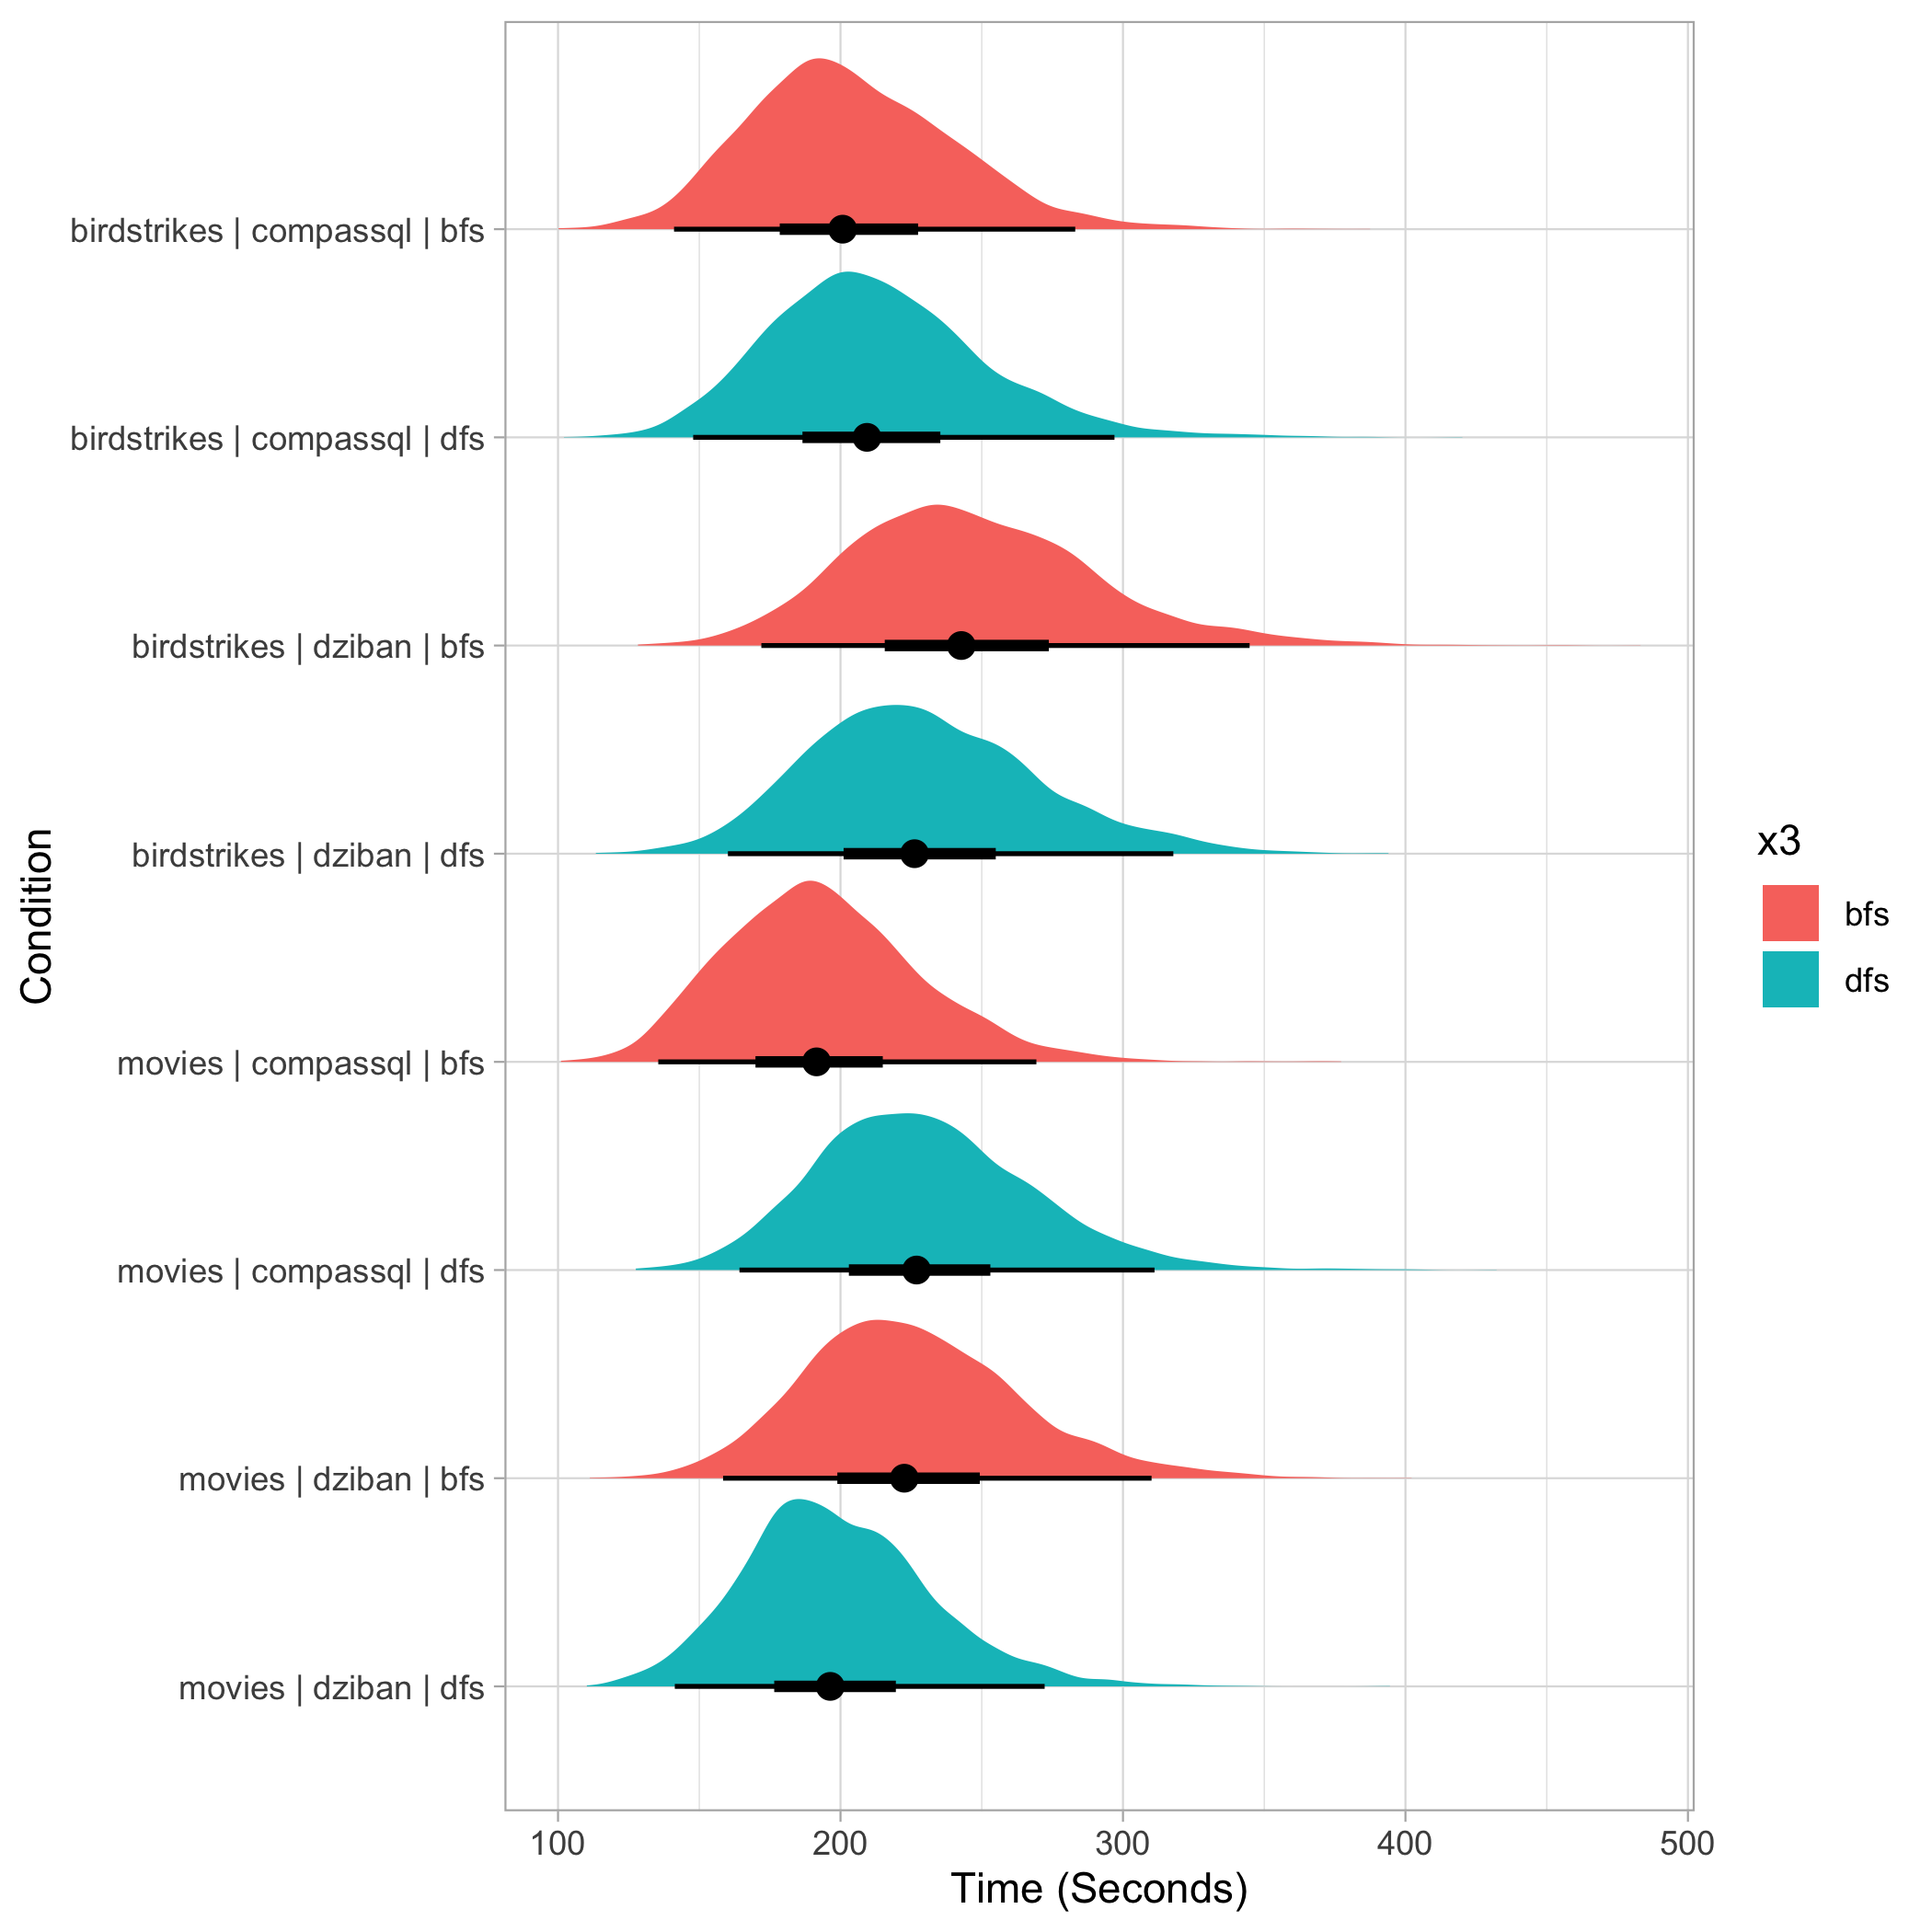 birdstrikes | compassql | bfs
birdstrikes | compassql | dfs
birdstrikes | dziban | bfs
birdstrikes | dziban | dfs
movies | compassql | bfs
movies | compassql | dfs
movies | dziban | bfs
movies | dziban | dfs
Condition
100 200 300 400 500
Time (Seconds)
x3
bfs
dfs